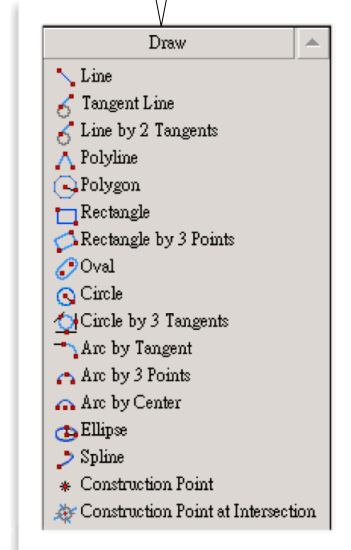 Draw
Line
Tangent Line
Line by 2 Tangents
Polyline
Polygon
Rectangle
Rectangle by 3 Points
Oval
Circle
Circle by 3 Tangents
Arc by Tangent
Arc by 3 Points
Arc by Center
Ellipse
Spline
Construction Point
Construction Point at Intersection